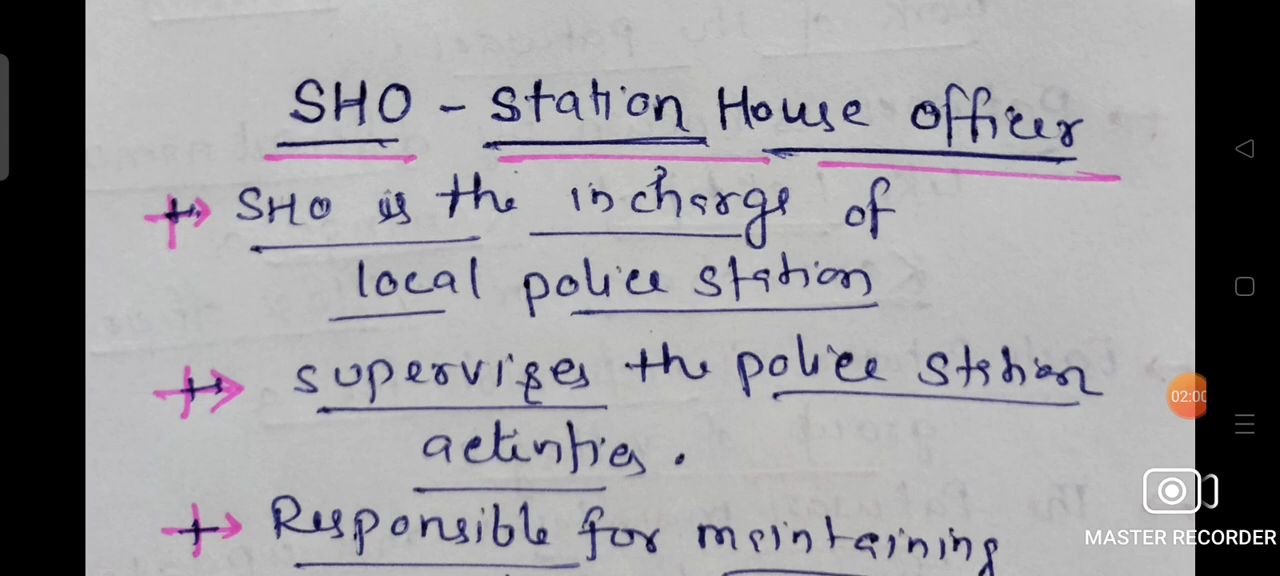 SHO - Station House officer
SHO is the incharge of
local police station
supervises the police station
activities.
Responsible for maintaining
02:00
MASTER RECORDER